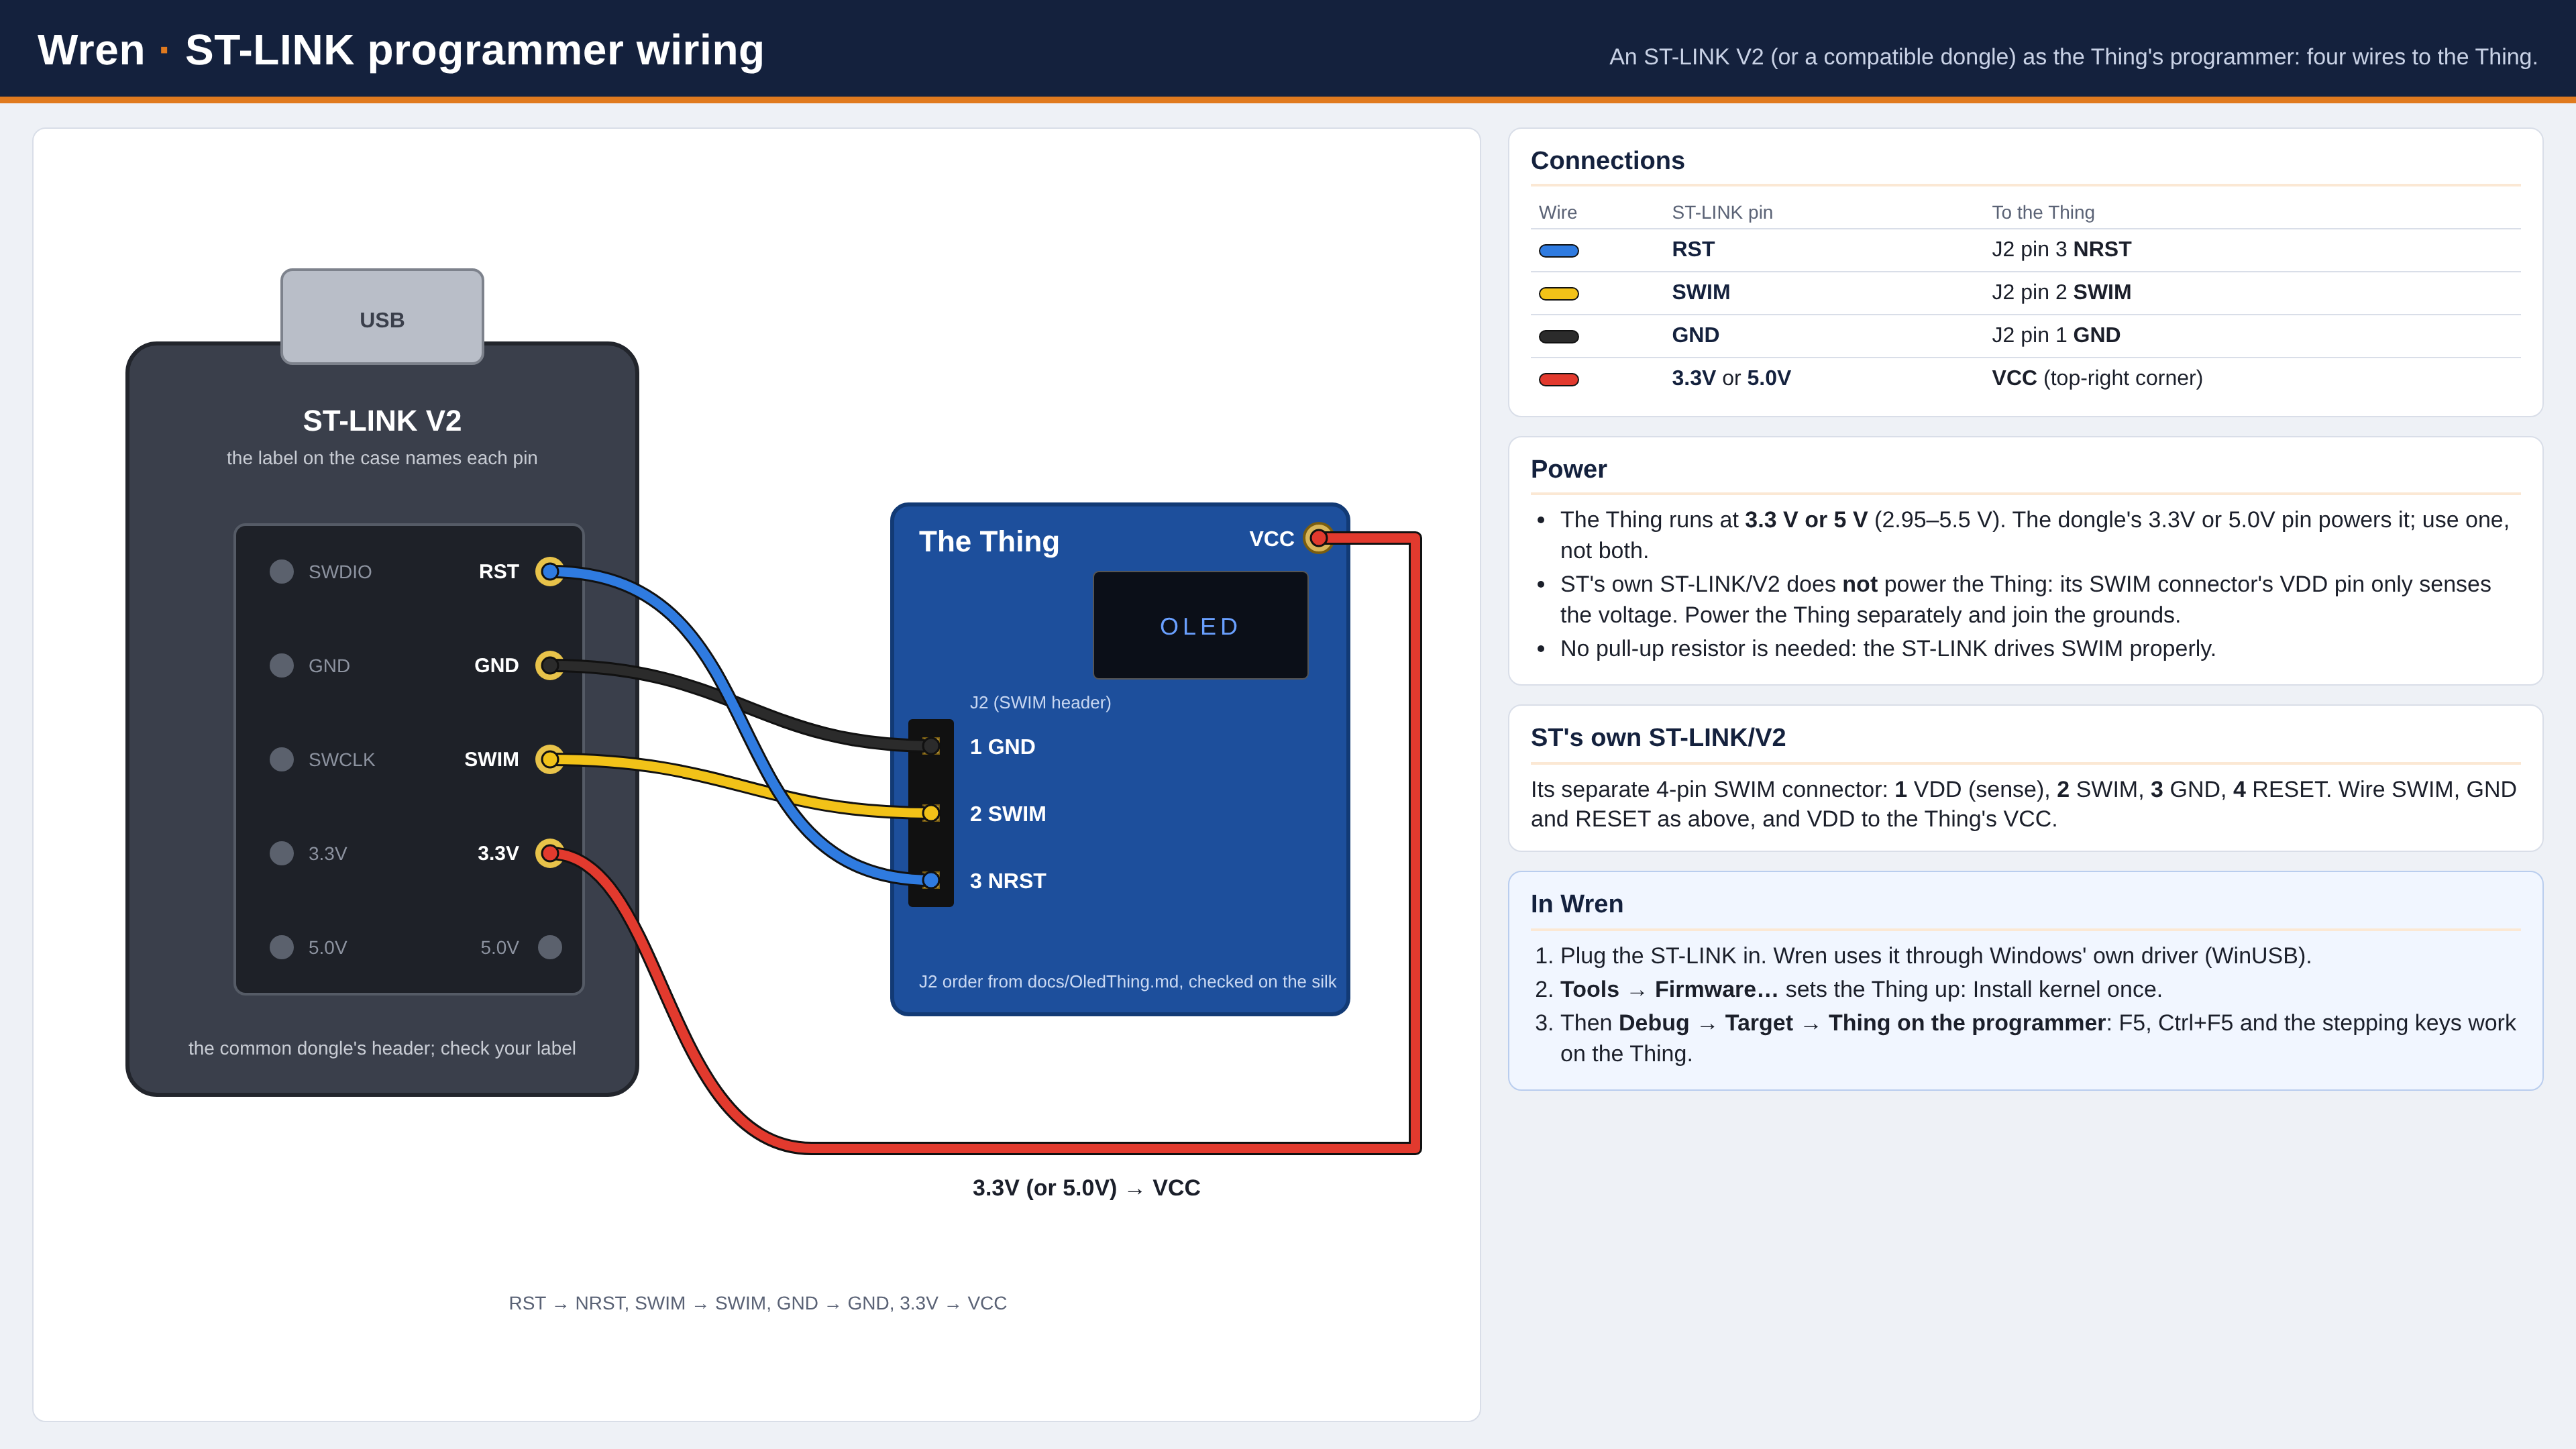 Wren · ST-LINK programmer wiring
An ST-LINK V2 (or a compatible dongle) as the Thing's programmer: four wires to the Thing.
USB
ST-LINK V2
the label on the case names each pin
SWDIO RST
GND GND
SWCLK SWIM
3.3V 3.3V
5.0V 5.0V
the common dongle's header; check your label
The Thing VCC
OLED
J2 (SWIM header)
1 GND
2 SWIM
3 NRST
J2 order from docs/OledThing.md, checked on the silk
3.3V (or 5.0V) → VCC
RST → NRST, SWIM → SWIM, GND → GND, 3.3V → VCC
Connections
Wire ST-LINK pin To the Thing
RST J2 pin 3 NRST
SWIM J2 pin 2 SWIM
GND J2 pin 1 GND
3.3V or 5.0V VCC (top-right corner)
Power
• The Thing runs at 3.3 V or 5 V (2.95–5.5 V). The dongle's 3.3V or 5.0V pin powers it; use one,
not both.
• ST's own ST-LINK/V2 does not power the Thing: its SWIM connector's VDD pin only senses
the voltage. Power the Thing separately and join the grounds.
• No pull-up resistor is needed: the ST-LINK drives SWIM properly.
ST's own ST-LINK/V2
Its separate 4-pin SWIM connector: 1 VDD (sense), 2 SWIM, 3 GND, 4 RESET. Wire SWIM, GND
and RESET as above, and VDD to the Thing's VCC.
In Wren
1. Plug the ST-LINK in. Wren uses it through Windows' own driver (WinUSB).
2. Tools → Firmware… sets the Thing up: Install kernel once.
3. Then Debug → Target → Thing on the programmer: F5, Ctrl+F5 and the stepping keys work
on the Thing.